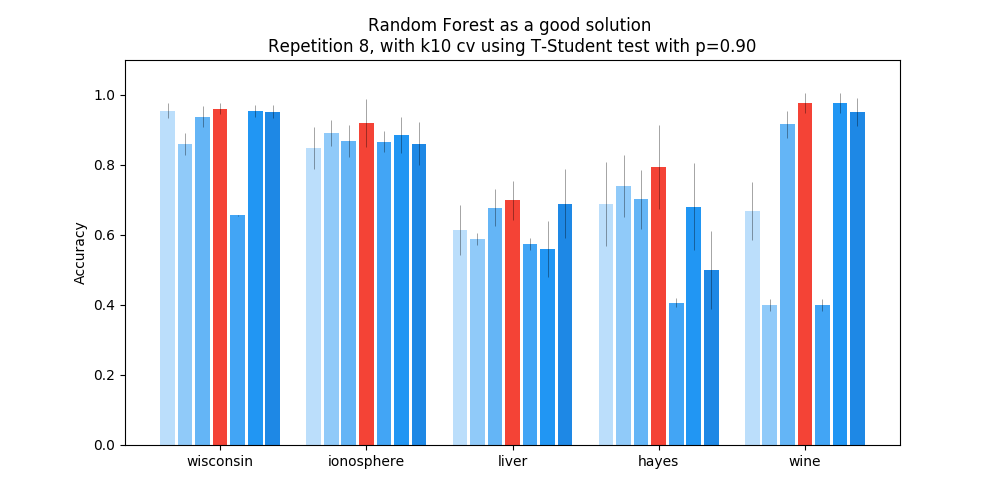 Random Forest as a good solution
Repetition 8, with k10 cv using T-Student test with p=0.90
1.0
0.8
0.6
0.4
0.2
0.0
Accuracy
wisconsin
ionosphere
liver
hayes
wine